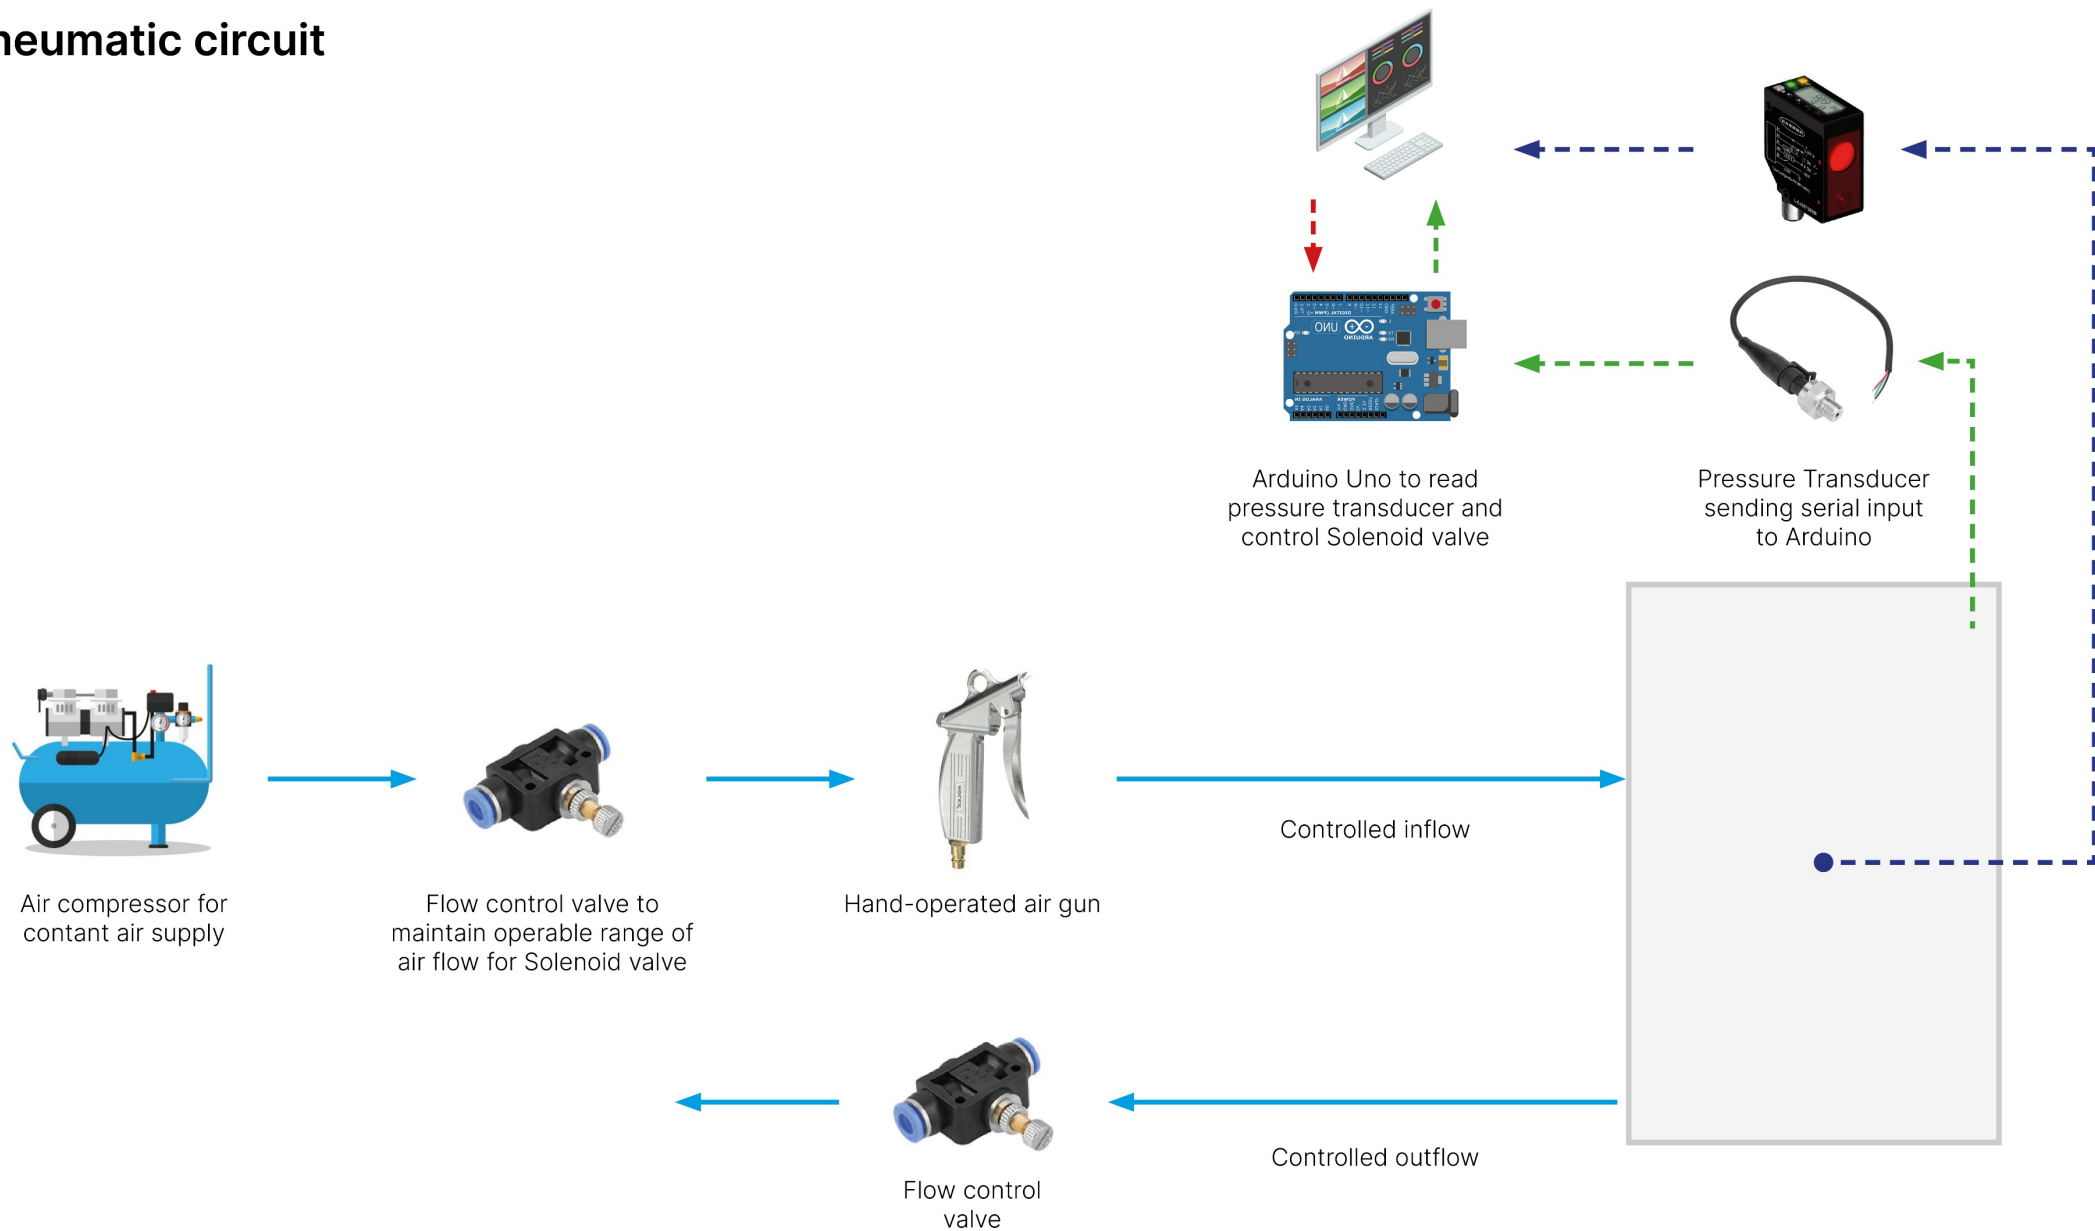 neumatic circuit
Arduino Uno to read
pressure transducer and
control Solenoid valve
Pressure Transducer
sending serial input
to Arduino
Air compressor for
contant air supply
Flow control valve to
maintain operable range of
air flow for Solenoid valve
Hand-operated air gun
Controlled inflow
Flow control
valve
Controlled outflow
UNO
ARDUINO